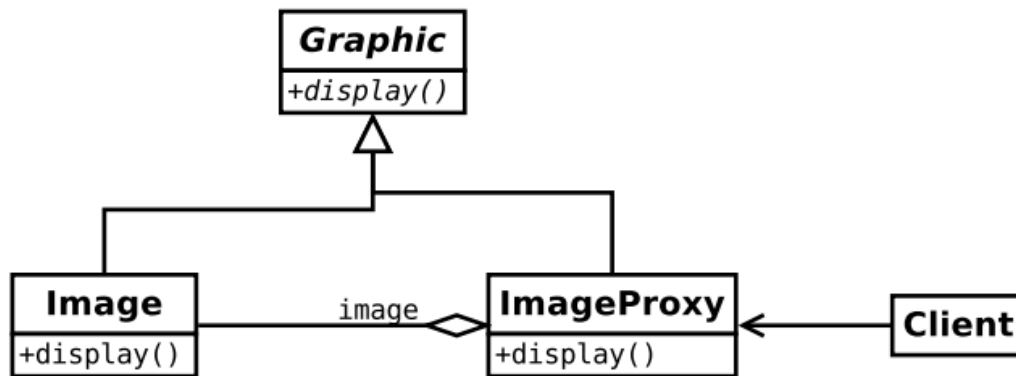 Graphic
+display()
Image
+display()
image
ImageProxy
+display()
Client